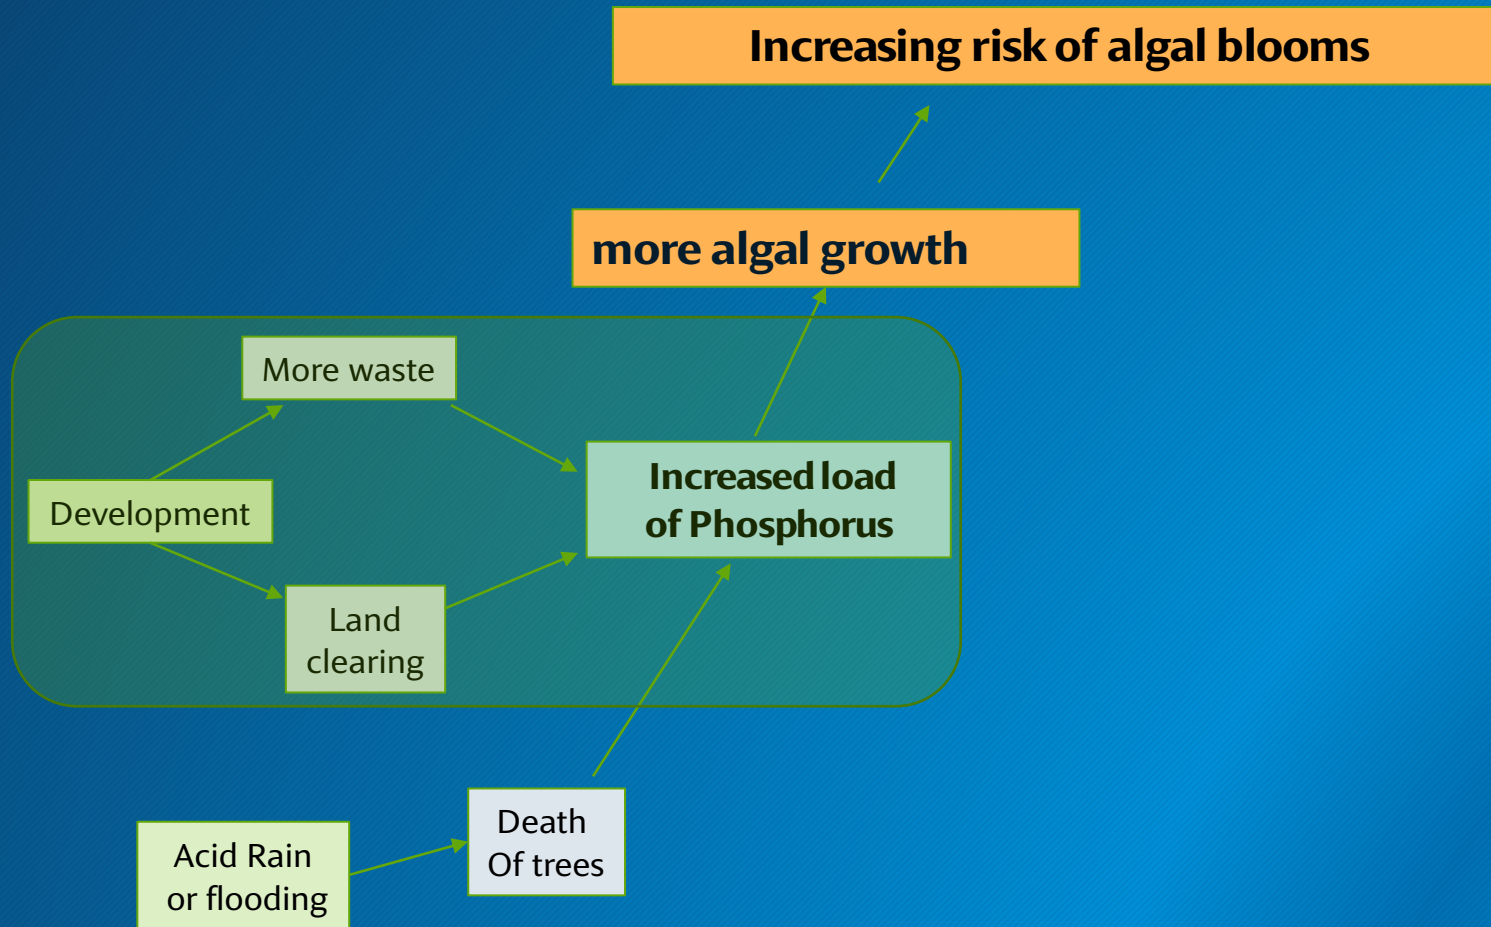 Increasing risk of algal blooms
more algal growth
More waste
Increased load
of Phosphorus
Development
Land
clearing
Death
Of trees
Acid Rain
or flooding